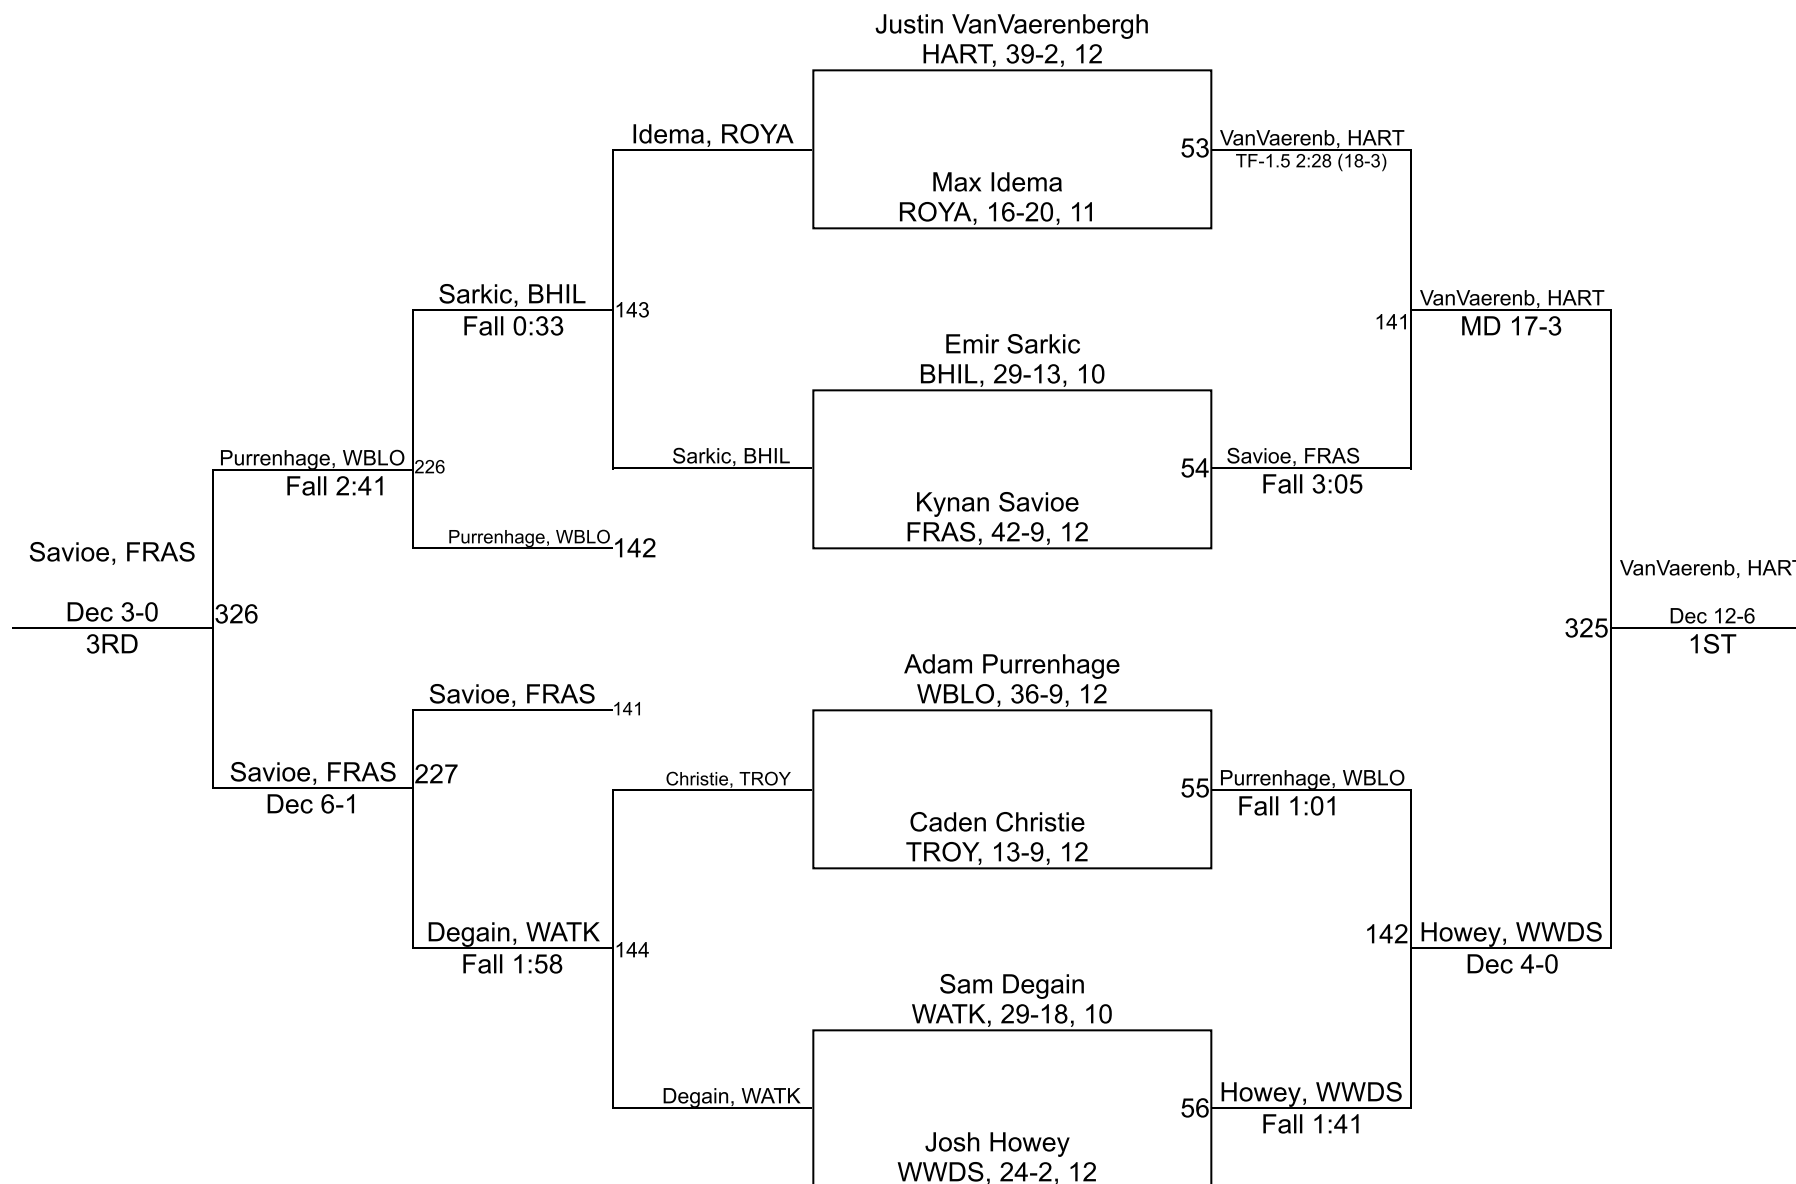 Justin VanVaerenbergh
HART, 39-2, 12
Idema, ROYA
53
VanVaerenb, HART
TF-1.5 2:28 (18-3)
Max Idema
ROYA, 16-20, 11
Sarkic, BHIL
Fall 0:33
143
141
VanVaerenb, HART
MD 17-3
Emir Sarkic
BHIL, 29-13, 10
Purrenhage, WBLO
Fall 2:41
226
Sarkic, BHIL
54
Savioe, FRAS
Fall 3:05
Kynan Savioe
FRAS, 42-9, 12
Purrenhage, WBLO
142
Savioe, FRAS
Dec 3-0
3RD
326
VanVaerenb, HART
325
Dec 12-6
1ST
Adam Purrenhage
WBLO, 36-9, 12
Savioe, FRAS
141
Savioe, FRAS
Dec 6-1
227
Christie, TROY
55
Purrenhage, WBLO
Fall 1:01
Caden Christie
TROY, 13-9, 12
Degain, WATK
Fall 1:58
144
142
Howey, WWDS
Dec 4-0
Sam Degain
WATK, 29-18, 10
Degain, WATK
56
Howey, WWDS
Fall 1:41
Josh Howey
WWDS, 24-2, 12